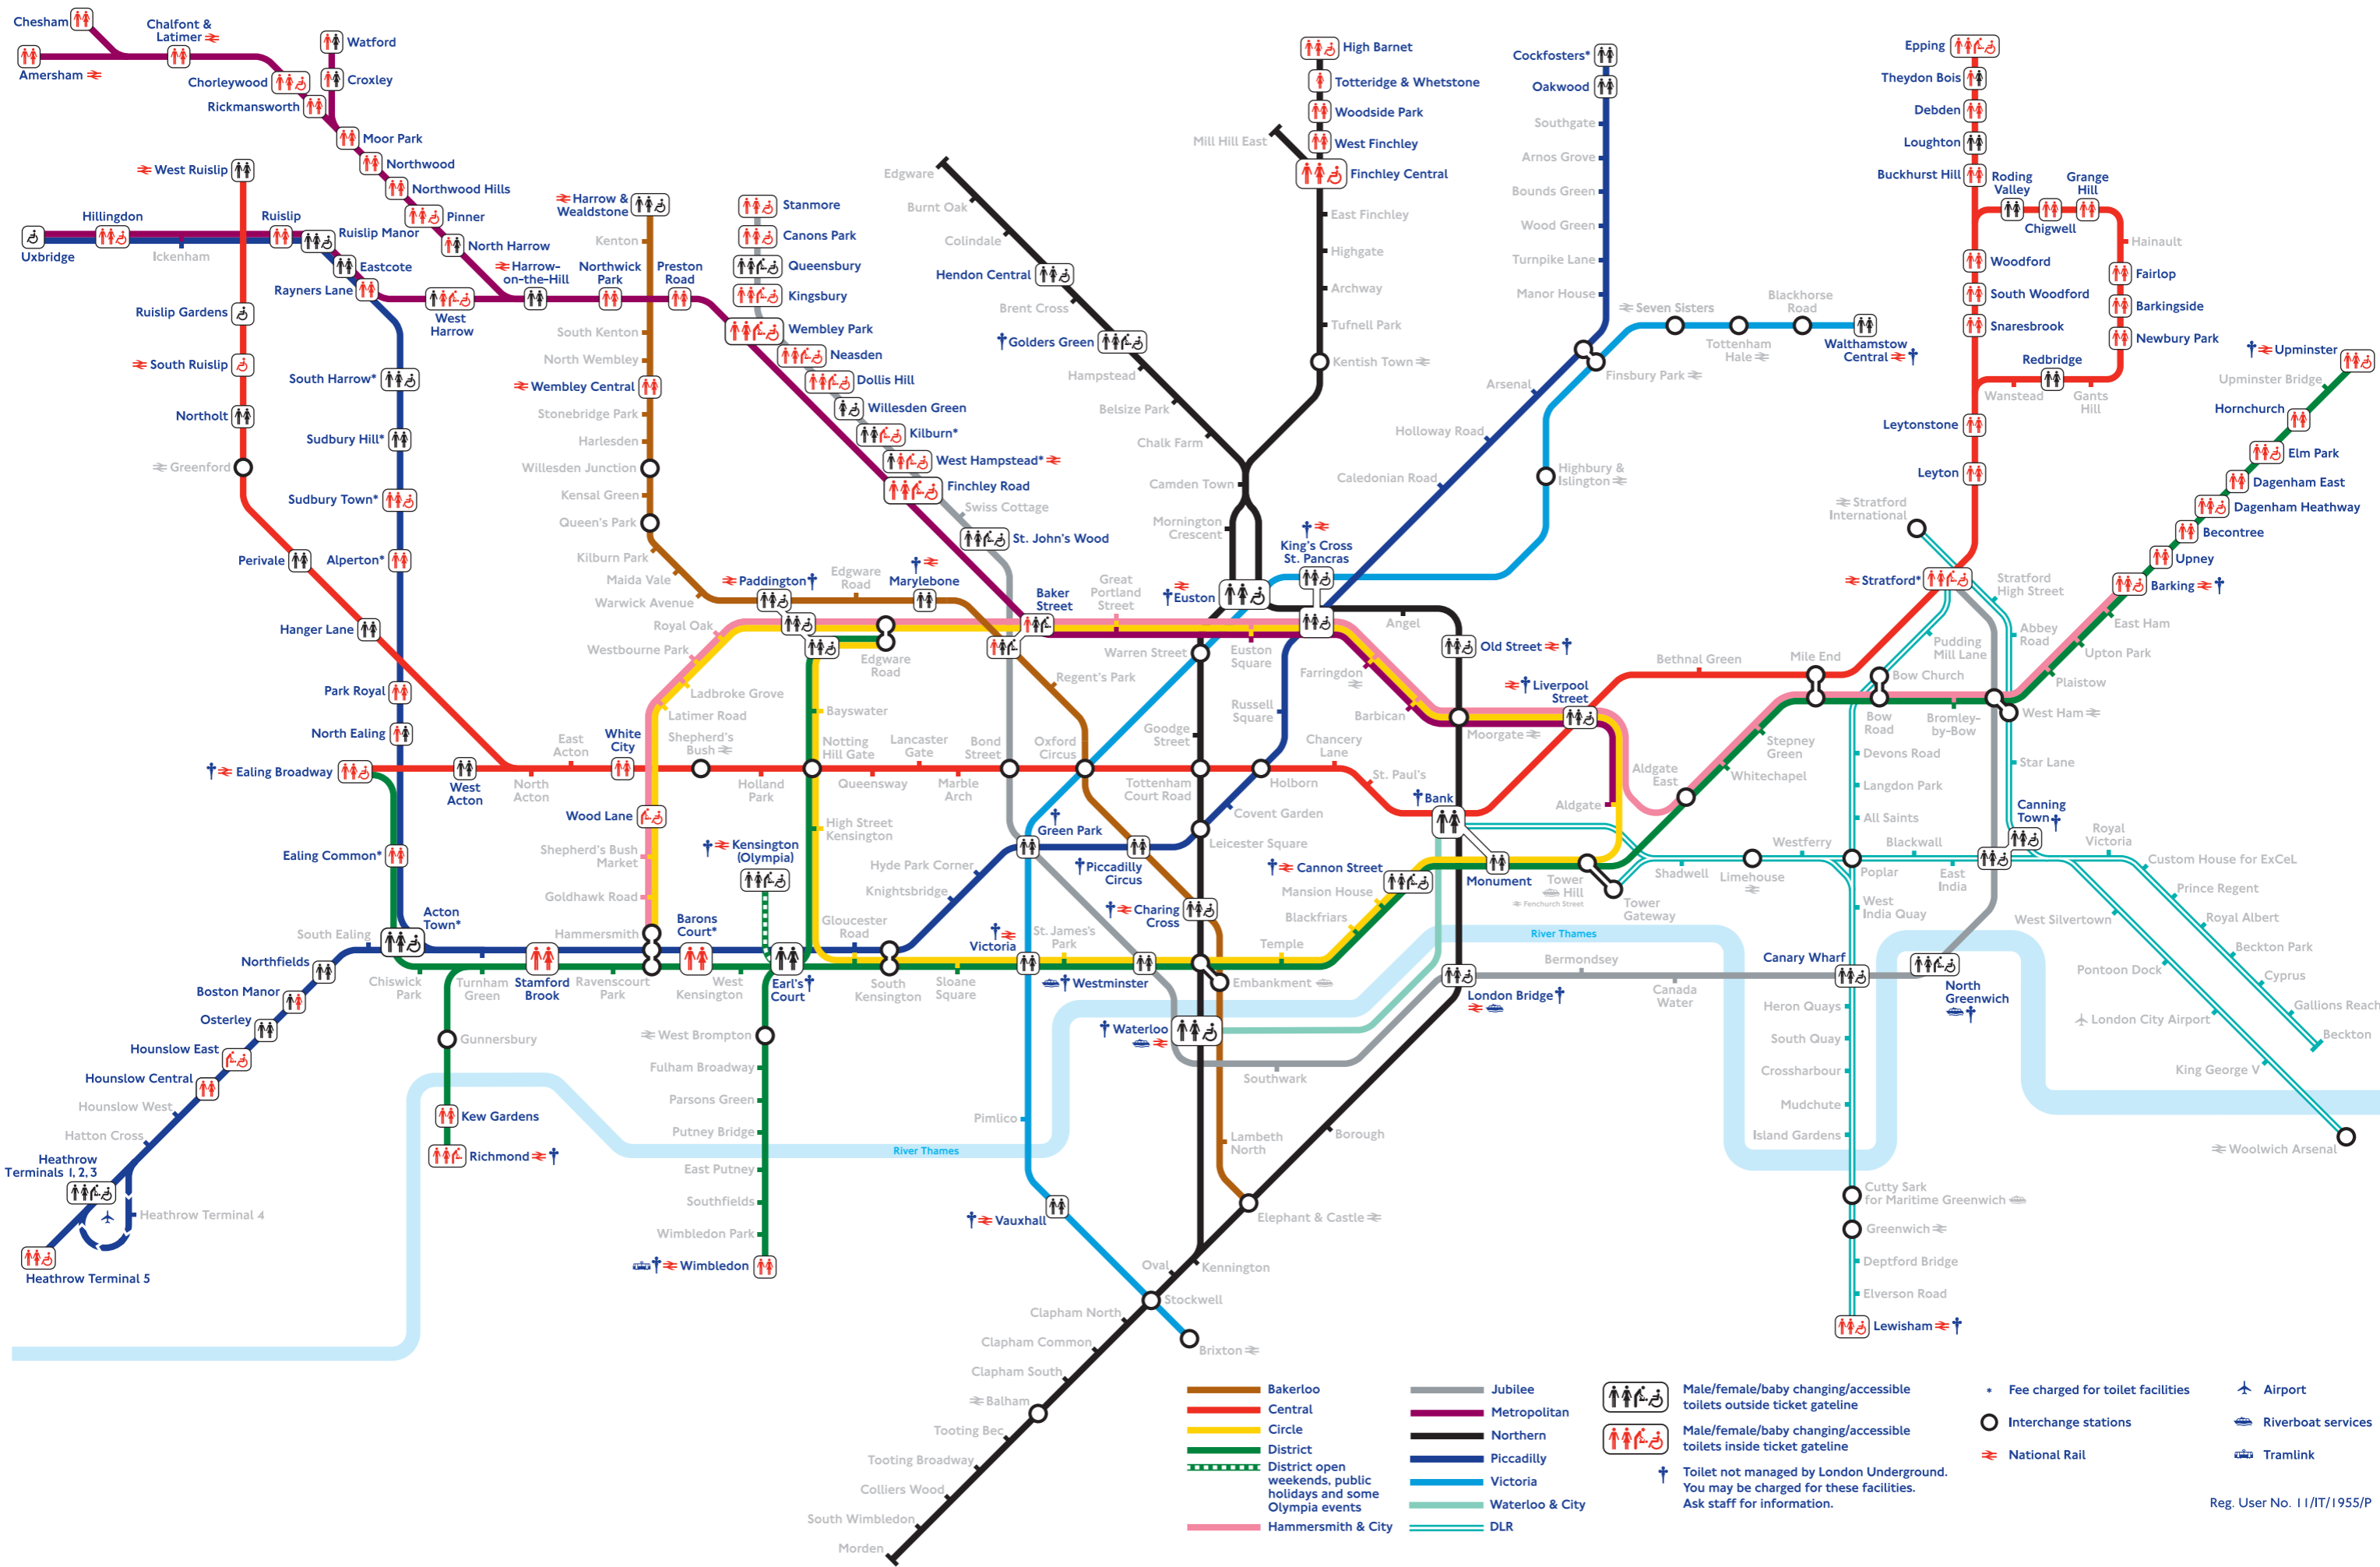 Chesham
Chalfont &
Latimer
Amersham
Chorleywood
Rickmansworth
Watford
Croxley
Moor Park
Northwood
Northwood Hills
Pinner
North Harrow
West Ruislip
Hillingdon
Uxbridge
Ickenham
Ruislip
Ruislip Manor
Eastcote
Rayners Lane
West
Harrow
Harrow-
on-the-Hill
Northwick
Park
Preston
Road
Harrow &
Wealdstone
Kenton
South Kenton
North Wembley
Wembley Central
Stonebridge Park
Harlesden
Willesden Junction
Kensal Green
Queen's Park
Kilburn Park
Maida Vale
Warwick Avenue
Paddington†
Edgware
Road
†
Marylebone
Ruislip Gardens
South Ruislip
Northolt
Greenford
Perivale
Hanger Lane
South Harrow*
Sudbury Hill*
Sudbury Town*
Alperton*
Park Royal
North Ealing
† Ealing Broadway
Ealing Common*
Stanmore
Canons Park
Queensbury
Kingsbury
Wembley Park
Neasden
Dollis Hill
Willesden Green
Kilburn*
West Hampstead*
Finchley Road
Swiss Cottage
St. John's Wood
Baker
Street
Great
Portland
Street
Edgware
Burnt Oak
Colindale
Hendon Central
Brent Cross
†Golders Green
Hampstead
Belsize Park
Chalk Farm
Camden Town
Mornington
Crescent
†Euston
Mill Hill East
High Barnet
Totteridge & Whetstone
Woodside Park
West Finchley
Finchley Central
East Finchley
Highgate
Archway
Tufnell Park
Kentish Town
Cockfosters*
Oakwood
Southgate
Arnos Grove
Bounds Green
Wood Green
Turnpike Lane
Manor House
Arsenal
Holloway Road
Caledonian Road
Finsbury Park
Seven Sisters
Tottenham
Hale
Blackhorse
Road
Walthamstow
Central †
Highbury &
Islington
†
King's Cross
St. Pancras
Epping
Theydon Bois
Debden
Loughton
Buckhurst Hill
Roding
Valley
Chigwell
Grange
Hill
Hainault
Fairlop
Barkingside
Newbury Park
Gants
Hill
Redbridge
Wanstead
Woodford
South Woodford
Snaresbrook
Leytonstone
Leyton
Stratford
International
Stratford*
Stratford
High Street
† Upminster
Upminster Bridge
Hornchurch
Elm Park
Dagenham East
Dagenham Heathway
Becontree
Upney
Barking †
East Ham
Upton Park
Plaistow
West Ham
Abbey
Road
Pudding
Mill Lane
Bow Church
Bow
Road
Bromley-
by-Bow
Mile End
Bethnal Green
Stepney
Green
Whitechapel
Aldgate
East
Aldgate
† Liverpool
Street
Moorgate
Old Street †
Angel
Barbican
Farringdon
Euston
Square
Warren Street
Regent's Park
Royal Oak
Westbourne Park
Ladbroke Grove
Latimer Road
Edgware
Road
Bayswater
Notting
Hill Gate
High Street
Kensington
Russell
Square
Goodge
Street
Tottenham
Court Road
Oxford
Circus
Bond
Street
Marble
Arch
Lancaster
Gate
Queensway
Holland
Park
Shepherd's
Bush
White
City
East
Acton
North
Acton
West
Acton
Holborn
Chancery
Lane
St. Paul's
†Bank
Covent Garden
Leicester Square
†
Green Park
†Piccadilly
Circus
Hyde Park Corner
Knightsbridge
Wood Lane
Shepherd's Bush
Market
Goldhawk Road
Hammersmith
Barons
Court*
† Kensington
(Olympia)
Gloucester
Road
Earl's†
Court
West
Kensington
Ravenscourt
Park
Stamford
Brook
Turnham
Green
Chiswick
Park
Acton
Town*
South Ealing
Northfields
Boston Manor
Osterley
Hounslow East
Hounslow Central
Hounslow West
Hatton Cross
Heathrow
Terminals 1, 2, 3
Heathrow Terminal 4
Heathrow Terminal 5
Gunnersbury
Kew Gardens
Richmond †
West Brompton
Fulham Broadway
Parsons Green
Putney Bridge
East Putney
Southfields
Wimbledon Park
† Wimbledon
South
Kensington
Sloane
Square
†
Victoria
St. James's
Park
†Westminster
† Charing
Cross
Embankment
Temple
Blackfriars
Mansion House
† Cannon Street
Monument
Tower
Hill
Fenchurch Street
Tower
Gateway
Shadwell
Limehouse
Westferry
Poplar
Blackwall
East
India
Canning
Town†
Star Lane
Devons Road
Langdon Park
All Saints
Royal
Victoria
Custom House for ExCeL
Prince Regent
Royal Albert
Beckton Park
Cyprus
Gallions Reach
Beckton
West Silvertown
Pontoon Dock
London City Airport
King George V
Woolwich Arsenal
West
India Quay
Canary Wharf
Heron Quays
South Quay
Crossharbour
Mudchute
Island Gardens
Cutty Sark
for Maritime Greenwich
Greenwich
Deptford Bridge
Elverson Road
Lewisham †
North
Greenwich
†
Bermondsey
Canada
Water
London Bridge†
River Thames
†Waterloo
Southwark
Borough
Lambeth
North
Elephant & Castle
Pimlico
River Thames
† Vauxhall
Kennington
Oval
Stockwell
Brixton
Clapham North
Clapham Common
Clapham South
Balham
Tooting Bec
Tooting Broadway
Colliers Wood
South Wimbledon
Morden
Bakerloo
Central
Circle
District
District open
weekends, public
holidays and some
Olympia events
Hammersmith & City
Jubilee
Metropolitan
Northern
Piccadilly
Victoria
Waterloo & City
DLR
Male/female/baby changing/accessible
toilets outside ticket gateline
Male/female/baby changing/accessible
toilets inside ticket gateline
† Toilet not managed by London Underground.
You may be charged for these facilities.
Ask staff for information.
* Fee charged for toilet facilities
Interchange stations
National Rail
Airport
Riverboat services
Tramlink
Reg. User No. 11/IT/1955/P